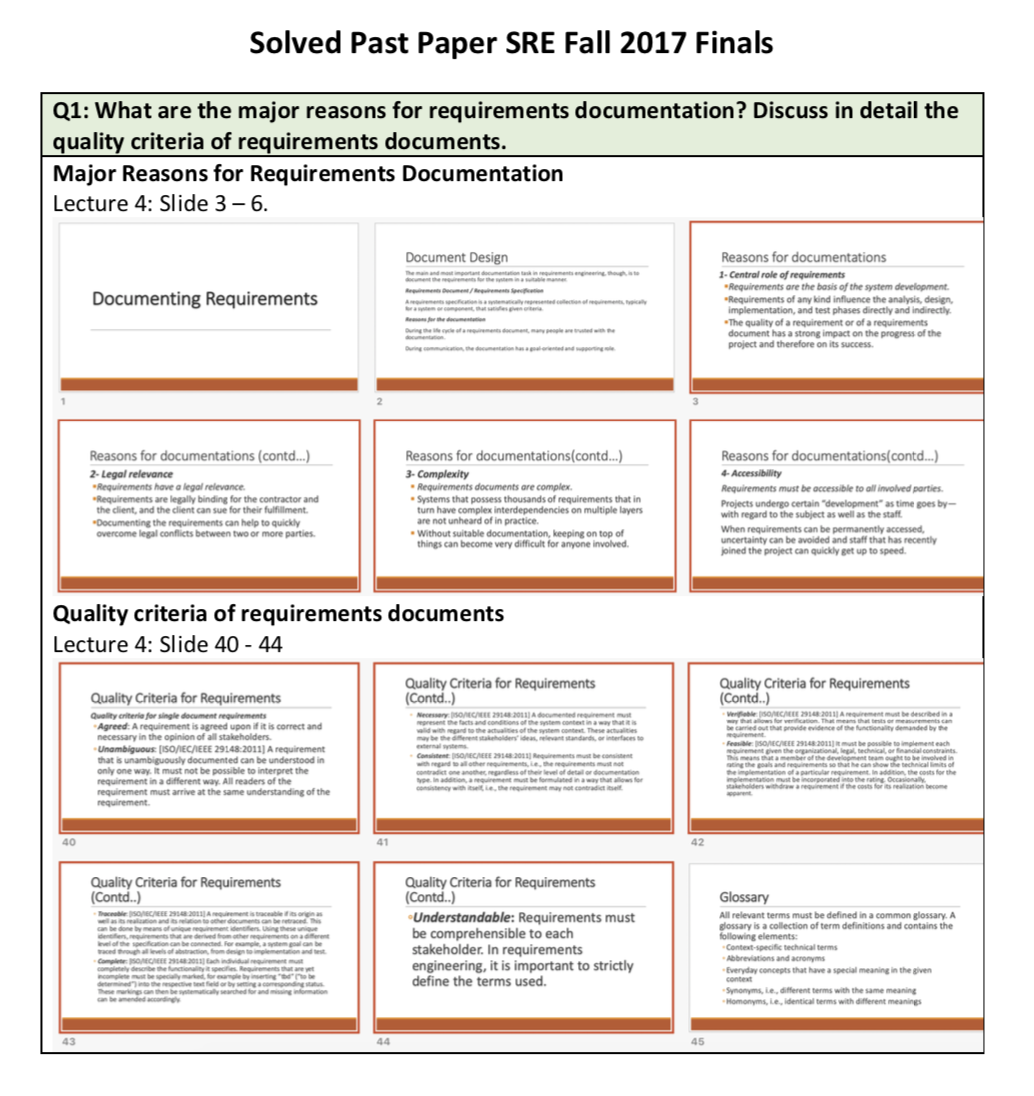 Solved Past Paper SRE Fall 2017 Finals
Q1: What are the major reasons for requirements documentation? Discuss in detail the
quality criteria of requirements documents.
Major Reasons for Requirements Documentation
Lecture 4: Slide 3 – 6.
Documenting Requirements
1
Document Design
The main and most important documentation task in requirements engineering, though, is to
document the requirements for the system in a suitable manner.
Requirements Document / Requirements Specification
A requirements specification is a systematically represented collection of requirements, typically
for a system or component, that satisfies given criteria.
Reasons for the documentation
During the life cycle of a requirements document, many people are trusted with the
documentation.
During communication, the documentation has a goal-oriented and supporting role.
2
Reasons for documentations
1- Central role of requirements
▪Requirements are the basis of the system development.
▪Requirements of any kind influence the analysis, design,
implementation, and test phases directly and indirectly.
▪The quality of a requirement or of a requirements
document has a strong impact on the progress of the
project and therefore on its success.
3
Reasons for documentations (contd…)
2- Legal relevance
▪Requirements have a legal relevance.
▪Requirements are legally binding for the contractor and
the client, and the client can sue for their fulfillment.
▪Documenting the requirements can help to quickly
overcome legal conflicts between two or more parties.
Reasons for documentations(contd…)
3- Complexity
▪ Requirements documents are complex.
▪ Systems that possess thousands of requirements that in
turn have complex interdependencies on multiple layers
are not unheard of in practice.
▪ Without suitable documentation, keeping on top of
things can become very difficult for anyone involved.
Reasons for documentations(contd…)
4- Accessibility
Requirements must be accessible to all involved parties.
Projects undergo certain "development" as time goes by—
with regard to the subject as well as the staff.
When requirements can be permanently accessed,
uncertainty can be avoided and staff that has recently
joined the project can quickly get up to speed.
Quality criteria of requirements documents
Lecture 4: Slide 40 - 44
Quality Criteria for Requirements
Quality criteria for single document requirements
▪Agreed: A requirement is agreed upon if it is correct and
necessary in the opinion of all stakeholders.
▪Unambiguous: [ISO/IEC/IEEE 29148:2011] A requirement
that is unambiguously documented can be understood in
only one way. It must not be possible to interpret the
requirement in a different way. All readers of the
requirement must arrive at the same understanding of the
requirement.
40
Quality Criteria for Requirements
(Contd..)
▪ Necessary: [ISO/IEC/IEEE 29148:2011] A documented requirement must
represent the facts and conditions of the system context in a way that it is
valid with regard to the actualities of the system context. These actualities
may be the different stakeholders' ideas, relevant standards, or interfaces to
external systems.
▪ Consistent: [ISO/IEC/IEEE 29148:2011] Requirements must be consistent
with regard to all other requirements, i.e., the requirements must not
contradict one another, regardless of their level of detail or documentation
type. In addition, a requirement must be formulated in a way that allows for
consistency with itself, i.e., the requirement may not contradict itself.
41
Quality Criteria for Requirements
(Contd..)
▪ Verifiable: [ISO/IEC/IEEE 29148:2011] A requirement must be described in a
way that allows for verification. That means that tests or measurements can
be carried out that provide evidence of the functionality demanded by the
requirement.
▪ Feasible: [ISO/IEC/IEEE 29148:2011] It must be possible to implement each
requirement given the organizational, legal, technical, or financial constraints.
This means that a member of the development team ought to be involved in
rating the goals and requirements so that he can show the technical limits of
the implementation of a particular requirement. In addition, the costs for the
implementation must be incorporated into the rating. Occasionally,
stakeholders withdraw a requirement if the costs for its realization become
apparent.
42
Quality Criteria for Requirements
(Contd..)
▪ Traceable: [ISO/IEC/IEEE 29148:2011] A requirement is traceable if its origin as
well as its realization and its relation to other documents can be retraced. This
can be done by means of unique requirement identifiers. Using these unique
identifiers, requirements that are derived from other requirements on a different
level of the specification can be connected. For example, a system goal can be
traced through all levels of abstraction, from design to implementation and test.
▪ Complete: [ISO/IEC/IEEE 29148:2011] Each individual requirement must
completely describe the functionality it specifies. Requirements that are yet
incomplete must be specially marked, for example by inserting "tbd" ("to be
determined") into the respective text field or by setting a corresponding status.
These markings can then be systematically searched for and missing information
can be amended accordingly.
43
Quality Criteria for Requirements
(Contd..)
▪Understandable: Requirements must
be comprehensible to each
stakeholder. In requirements
engineering, it is important to strictly
define the terms used.
44
Glossary
All relevant terms must be defined in a common glossary. A
glossary is a collection of term definitions and contains the
following elements:
▪Context-specific technical terms
▪Abbreviations and acronyms
▪Everyday concepts that have a special meaning in the given
context
▪Synonyms, i.e., different terms with the same meaning
▪Homonyms, i.e., identical terms with different meanings
45